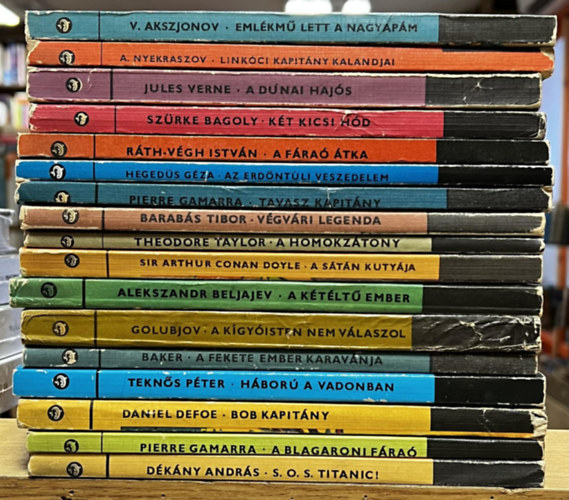 V. AKSZJONOV · EMLÉKMŰ LETT A NAGYAPÁM
A. NYEKRASZOV · LINKÓCI KAPITÁNY KALANDJAI
JULES VERNE · A DUNAI HAJÓS
SZÜRKE BAGOLY · KÉT KICSI HÓD
RÁTH-VÉGH ISTVÁN · A FÁRAÓ ÁTKA
HEGEDŰS GÉZA · AZ ERDŐNTÚLI VESZEDELEM
PIERRE GAMARRA · TAVASZ KAPITÁNY
BARABÁS TIBOR · VÉGVÁRI LEGENDA
THEODORE TAYLOR · A HOMOKZÁTONY
SIR ARTHUR CONAN DOYLE · A SÁTÁN KUTYÁJA
ALEKSZANDR BELJAJEV · A KÉTÉLTŰ EMBER
GOLUBJOV · A KÍGYÓISTEN NEM VÁLASZOL
BAKER · A FEKETE EMBER KARAVÁNJA
TEKNŐS PÉTER · HÁBORÚ A VADONBAN
DANIEL DEFOE · BOB KAPITÁNY
PIERRE GAMARRA · A BLAGARONI FÁRAÓ
DÉKÁNY ANDRÁS · S. O. S. TITANIC!